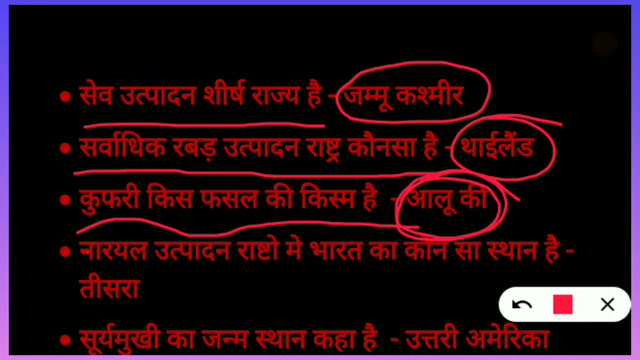 • सेव उत्पादन शीर्ष राज्य है - जम्मू कश्मीर
• सर्वाधिक रबड़ उत्पादन राष्ट्र कौनसा है - थाईलैंड
• कुफरी किस फसल की किस्म है - आलू की
• नारयल उत्पादन राष्टो मे भारत का कौन सा स्थान है -
तीसरा
• सूर्यमुखी का जन्म स्थान कहा है - उत्तरी अमेरिका